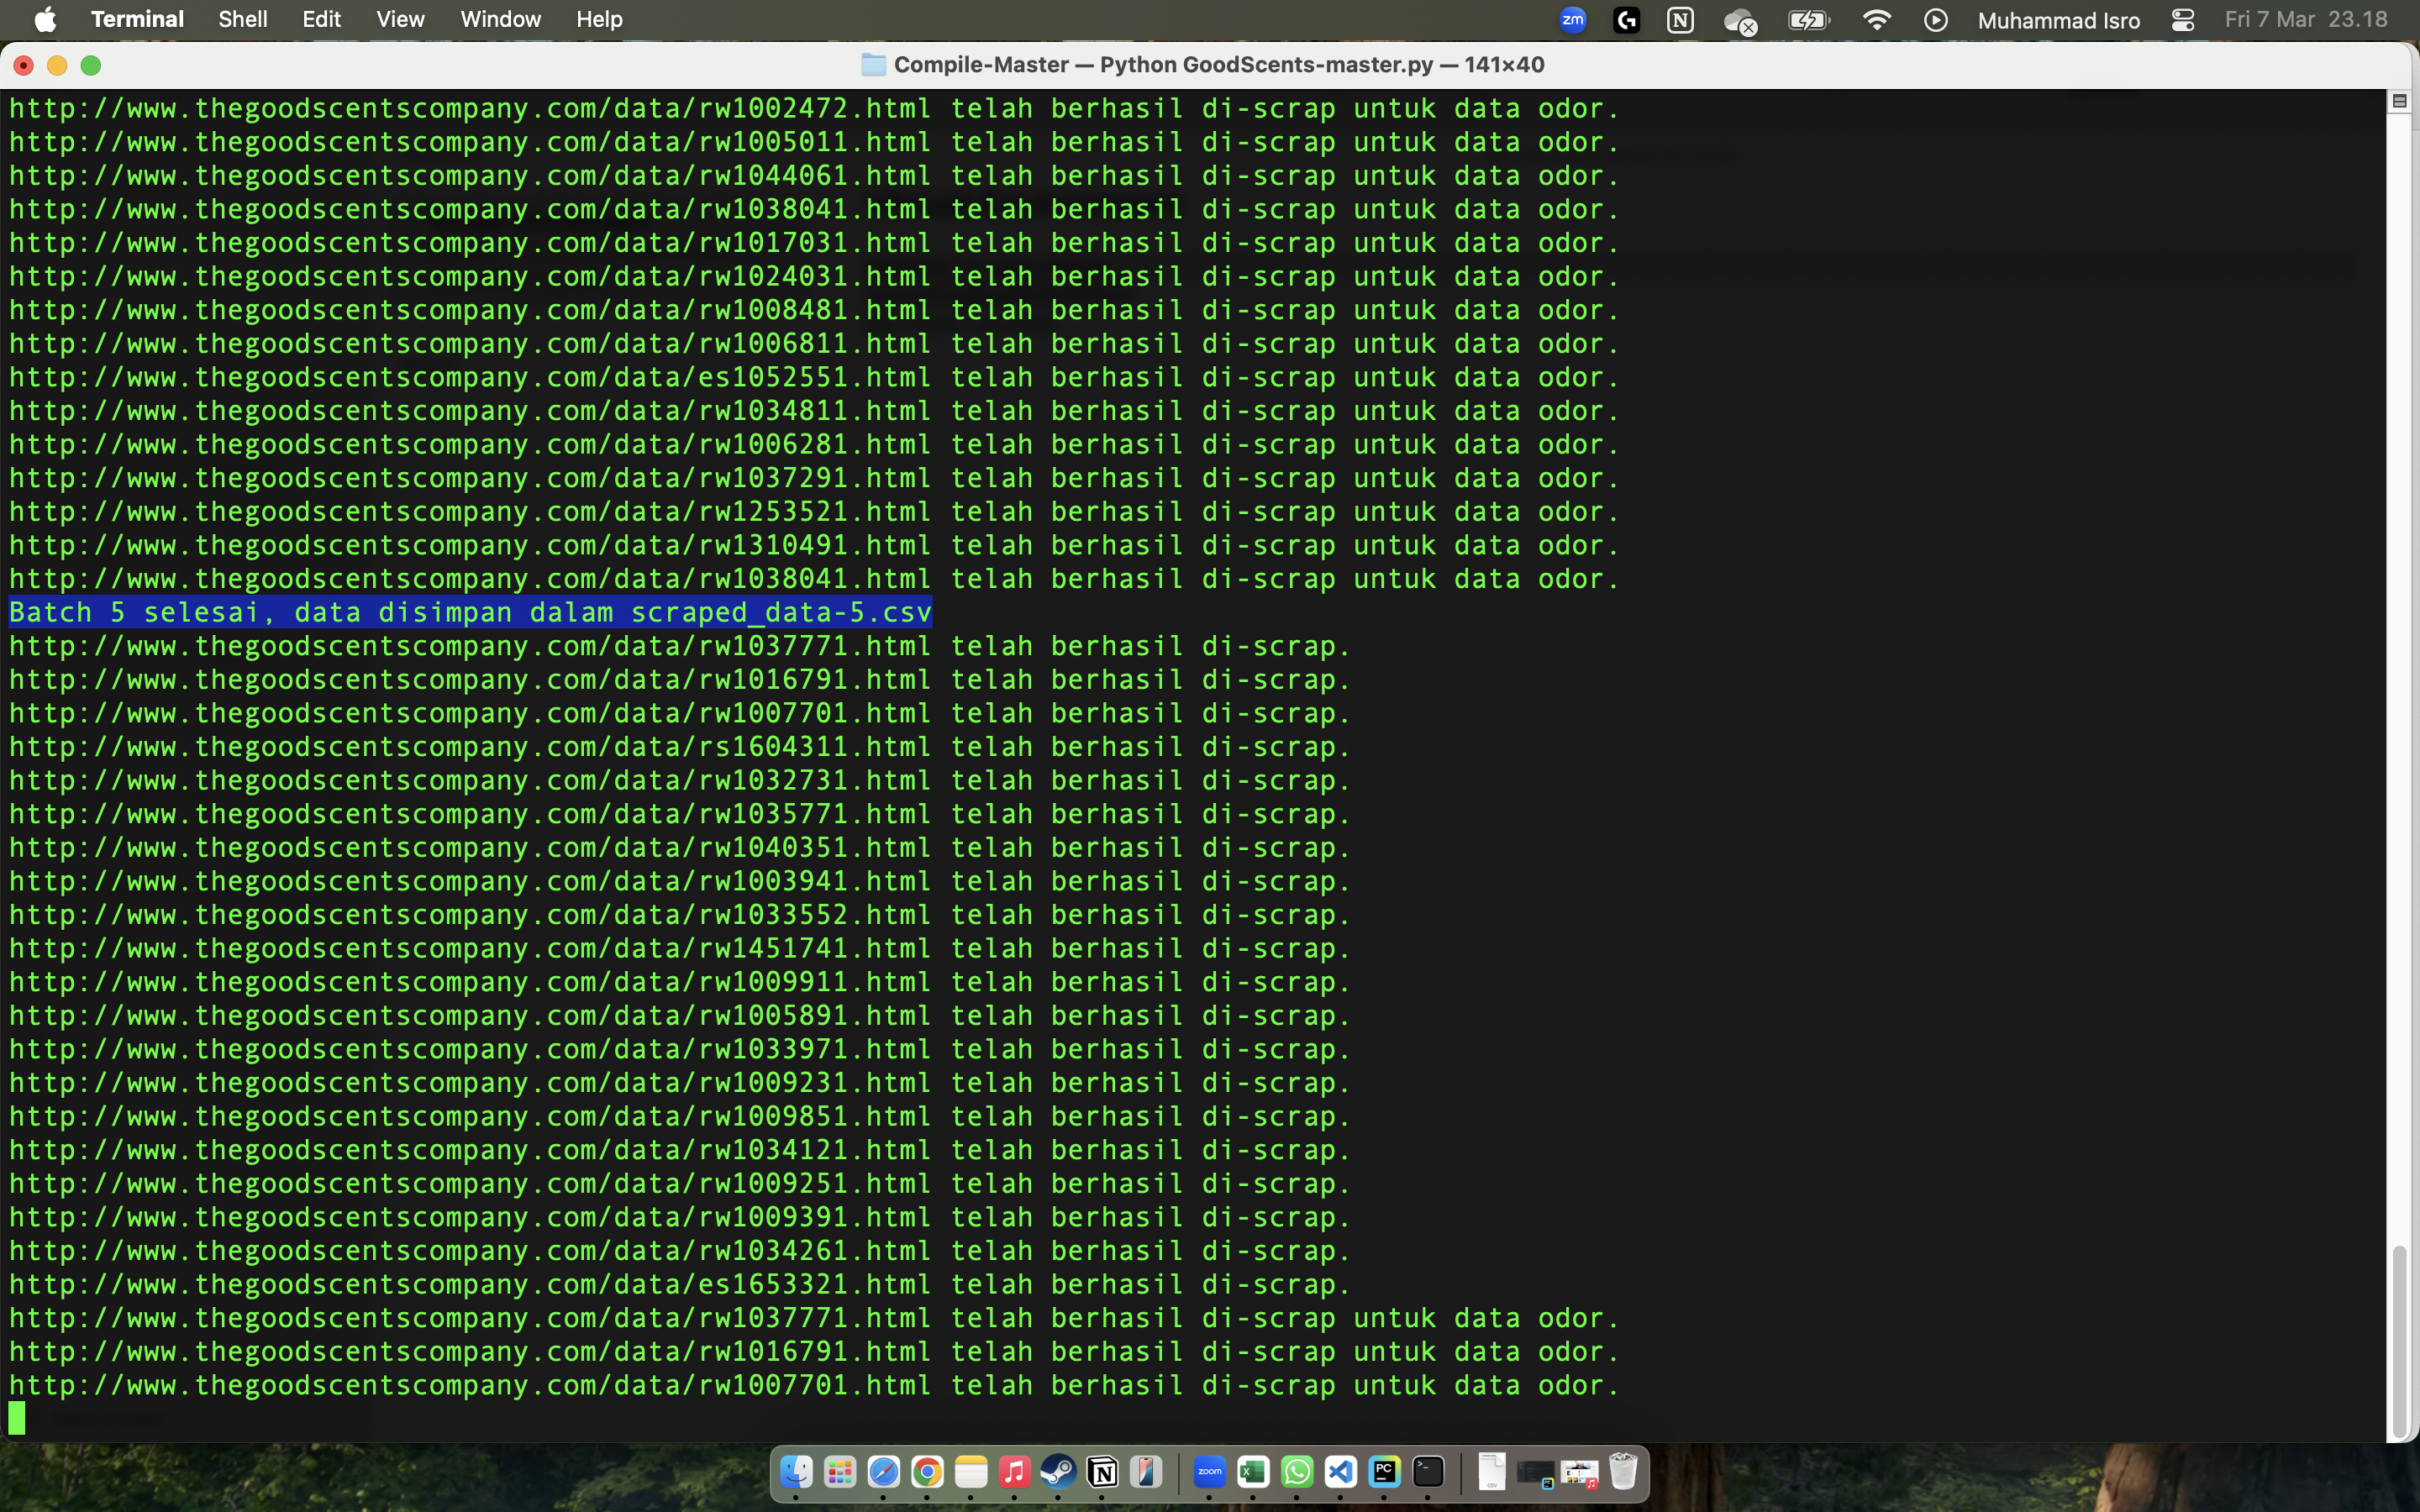 Terminal Shell Edit View Window Help zm Muhammad Isro Fri 7 Mar 23.18
Compile-Master — Python GoodScents-master.py — 141×40
http://www.thegoodscentscompany.com/data/rw1002472.html telah berhasil di-scrap untuk data odor.
http://www.thegoodscentscompany.com/data/rw1005011.html telah berhasil di-scrap untuk data odor.
http://www.thegoodscentscompany.com/data/rw1044061.html telah berhasil di-scrap untuk data odor.
http://www.thegoodscentscompany.com/data/rw1038041.html telah berhasil di-scrap untuk data odor.
http://www.thegoodscentscompany.com/data/rw1017031.html telah berhasil di-scrap untuk data odor.
http://www.thegoodscentscompany.com/data/rw1024031.html telah berhasil di-scrap untuk data odor.
http://www.thegoodscentscompany.com/data/rw1008481.html telah berhasil di-scrap untuk data odor.
http://www.thegoodscentscompany.com/data/rw1006811.html telah berhasil di-scrap untuk data odor.
http://www.thegoodscentscompany.com/data/es1052551.html telah berhasil di-scrap untuk data odor.
http://www.thegoodscentscompany.com/data/rw1034811.html telah berhasil di-scrap untuk data odor.
http://www.thegoodscentscompany.com/data/rw1006281.html telah berhasil di-scrap untuk data odor.
http://www.thegoodscentscompany.com/data/rw1037291.html telah berhasil di-scrap untuk data odor.
http://www.thegoodscentscompany.com/data/rw1253521.html telah berhasil di-scrap untuk data odor.
http://www.thegoodscentscompany.com/data/rw1310491.html telah berhasil di-scrap untuk data odor.
http://www.thegoodscentscompany.com/data/rw1038041.html telah berhasil di-scrap untuk data odor.
Batch 5 selesai, data disimpan dalam scraped_data-5.csv
http://www.thegoodscentscompany.com/data/rw1037771.html telah berhasil di-scrap.
http://www.thegoodscentscompany.com/data/rw1016791.html telah berhasil di-scrap.
http://www.thegoodscentscompany.com/data/rw1007701.html telah berhasil di-scrap.
http://www.thegoodscentscompany.com/data/rs1604311.html telah berhasil di-scrap.
http://www.thegoodscentscompany.com/data/rw1032731.html telah berhasil di-scrap.
http://www.thegoodscentscompany.com/data/rw1035771.html telah berhasil di-scrap.
http://www.thegoodscentscompany.com/data/rw1040351.html telah berhasil di-scrap.
http://www.thegoodscentscompany.com/data/rw1003941.html telah berhasil di-scrap.
http://www.thegoodscentscompany.com/data/rw1033552.html telah berhasil di-scrap.
http://www.thegoodscentscompany.com/data/rw1451741.html telah berhasil di-scrap.
http://www.thegoodscentscompany.com/data/rw1009911.html telah berhasil di-scrap.
http://www.thegoodscentscompany.com/data/rw1005891.html telah berhasil di-scrap.
http://www.thegoodscentscompany.com/data/rw1033971.html telah berhasil di-scrap.
http://www.thegoodscentscompany.com/data/rw1009231.html telah berhasil di-scrap.
http://www.thegoodscentscompany.com/data/rw1009851.html telah berhasil di-scrap.
http://www.thegoodscentscompany.com/data/rw1034121.html telah berhasil di-scrap.
http://www.thegoodscentscompany.com/data/rw1009251.html telah berhasil di-scrap.
http://www.thegoodscentscompany.com/data/rw1009391.html telah berhasil di-scrap.
http://www.thegoodscentscompany.com/data/rw1034261.html telah berhasil di-scrap.
http://www.thegoodscentscompany.com/data/es1653321.html telah berhasil di-scrap.
http://www.thegoodscentscompany.com/data/rw1037771.html telah berhasil di-scrap untuk data odor.
http://www.thegoodscentscompany.com/data/rw1016791.html telah berhasil di-scrap untuk data odor.
http://www.thegoodscentscompany.com/data/rw1007701.html telah berhasil di-scrap untuk data odor.
zoom PC CSV